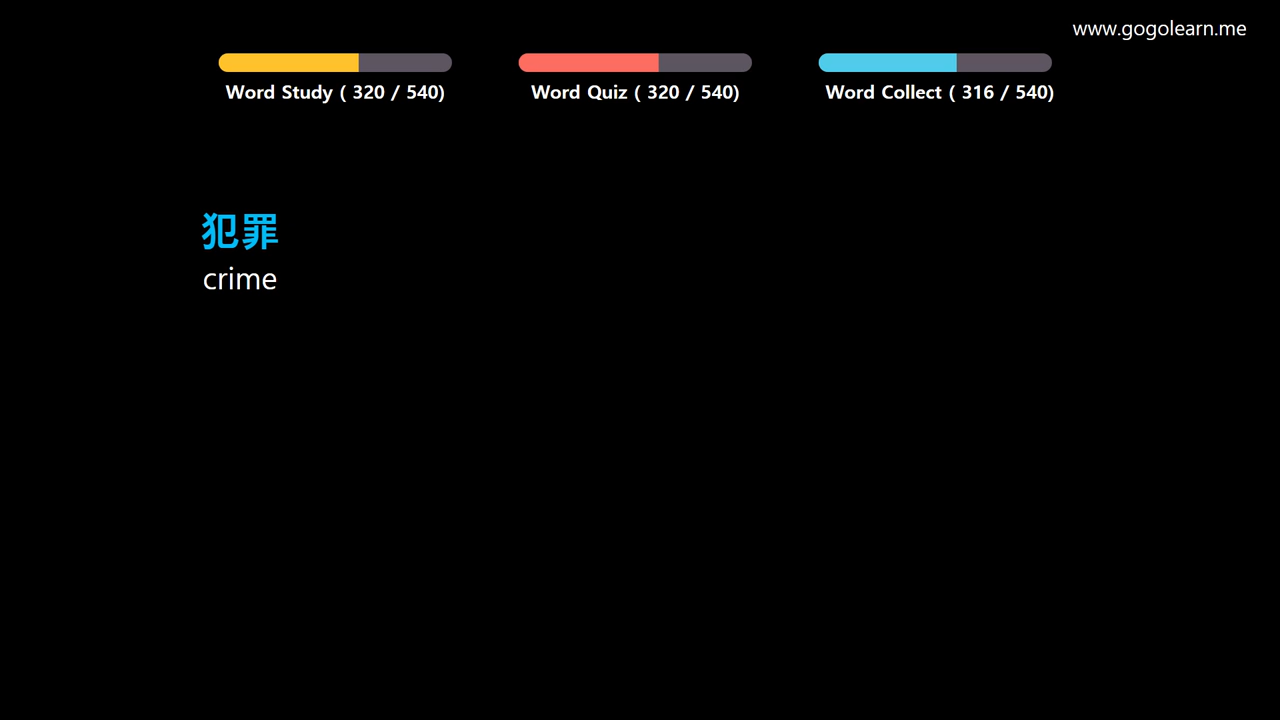 www.gogolearn.me
Word Study ( 320 / 540)
Word Quiz ( 320 / 540)
Word Collect ( 316 / 540)
犯罪
crime